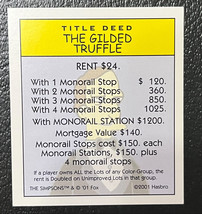 TITLE DEED
THE GILDED
TRUFFLE
RENT $24.
With 1 Monorail Stop $ 120.
With 2 Monorail Stops 360.
With 3 Monorail Stops 850.
With 4 Monorail Stops 1025.
With MONORAIL STATION $1200.
Mortgage Value $140.
Monorail Stops cost $150. each
Monorail Stations, $150. plus
4 monorail stops
If a player owns ALL the Lots of any Color-Group, the
rent is Doubled on Unimproved Lots in that group.
THE SIMPSONS™ & © '01 Fox ©2001 Hasbro